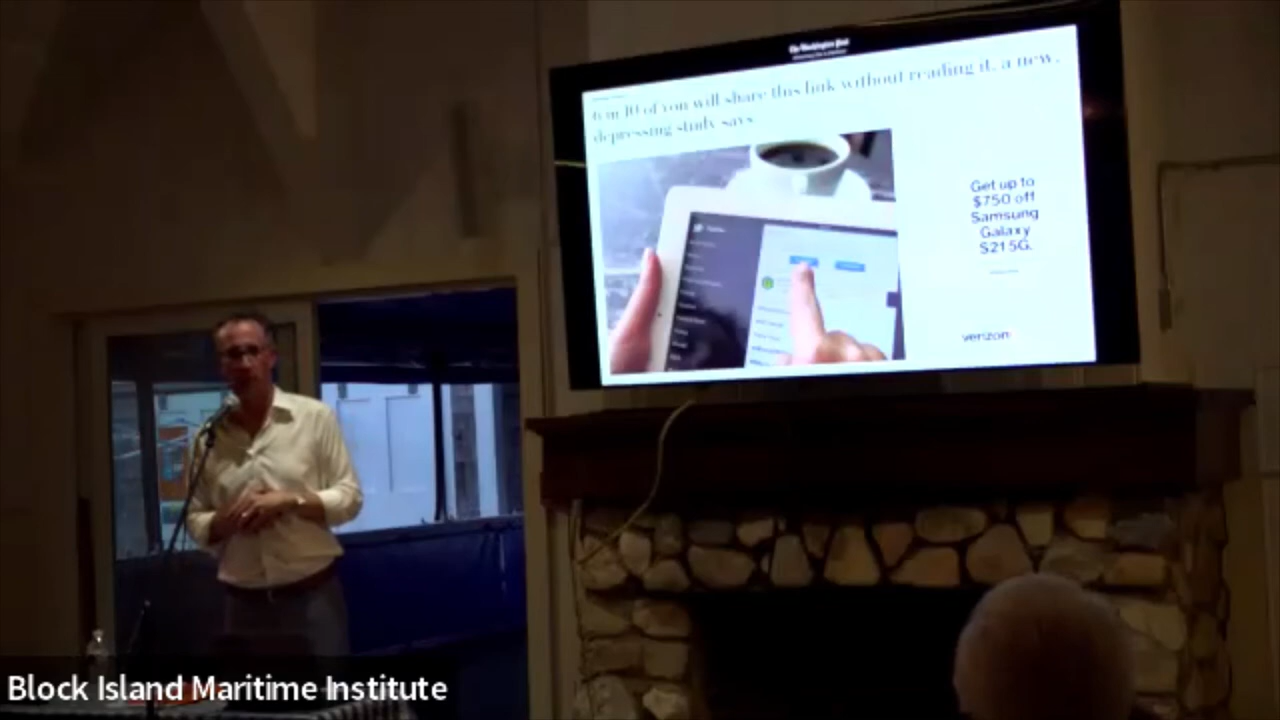 The Washington Post
6 in 10 of you will share this link without reading it, a new,
depressing study says
Get up to
$750 off
Samsung
Galaxy
S21 5G.
verizon
Block Island Maritime Institute